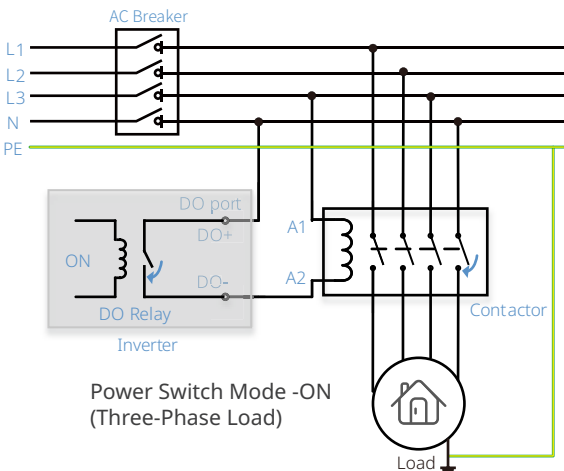 AC Breaker
L1
L2
L3
N
PE
DO port
DO+
A1
ON
DO-
A2
DO Relay
Contactor
Inverter
Power Switch Mode -ON
(Three-Phase Load)
Load